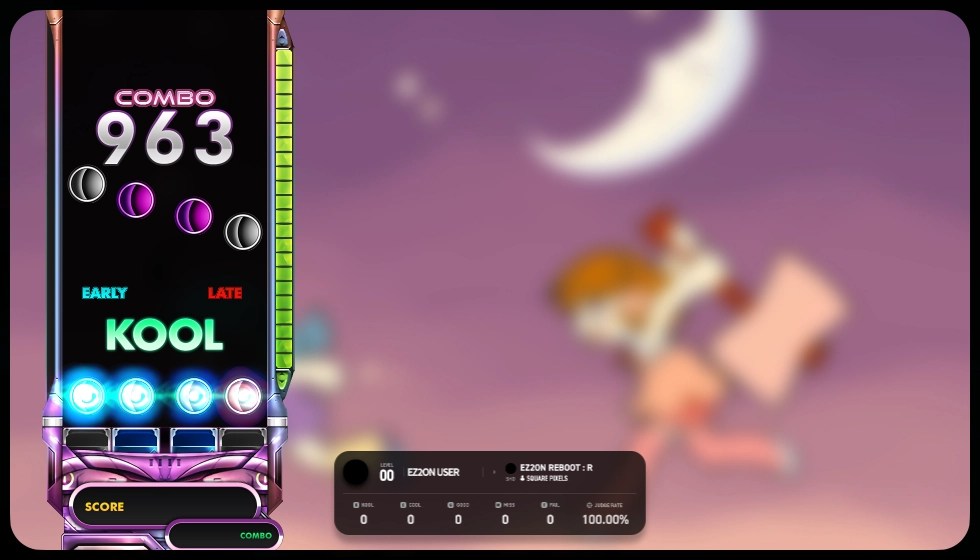 COMBO
963
EARLY LATE
KOOL
SCORE
COMBO
LEVEL
00
EZ2ON USER
EZ2ON REBOOT : R
SQUARE PIXELS
KOOL COOL GOOD MISS FAIL JUDGE RATE
0 0 0 0 0 100.00%